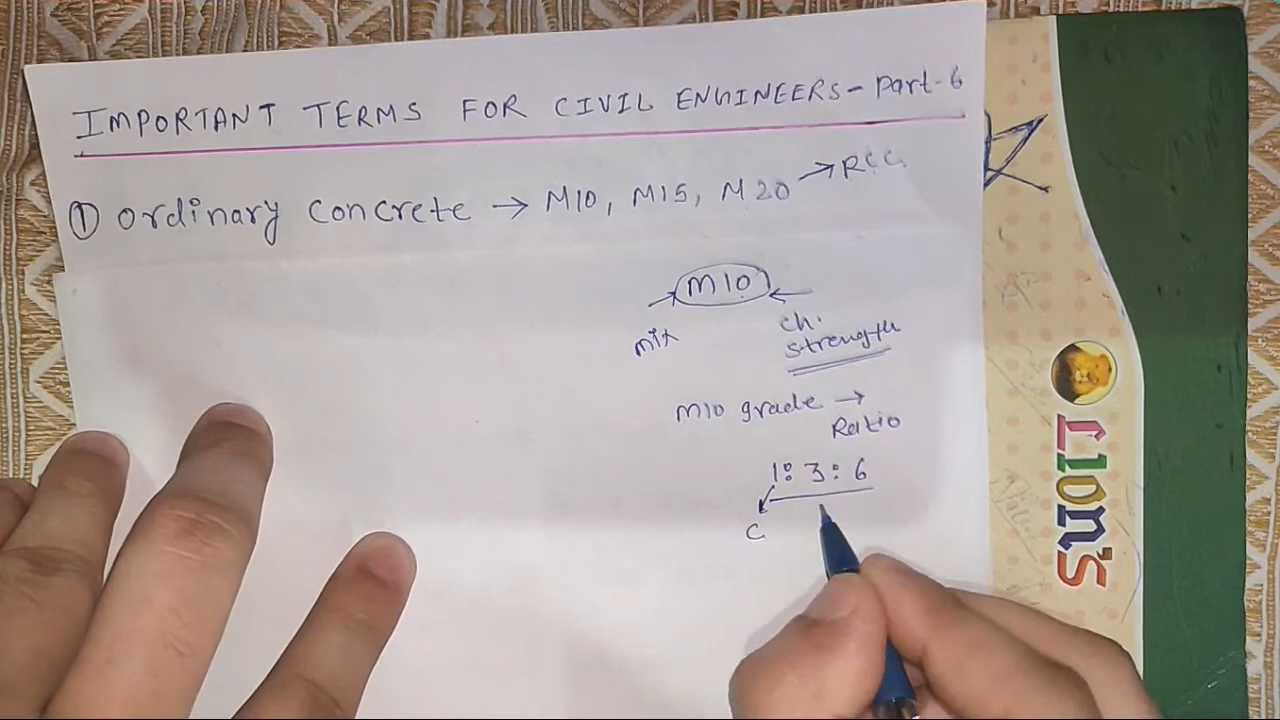 IMPORTANT TERMS FOR CIVIL ENGINEERS - Part-6
① Ordinary Concrete → M10, M15, M20 → RCC
M10
mix
ch.
strength
M10 grade →
Ratio
1:3:6
C
LION'S